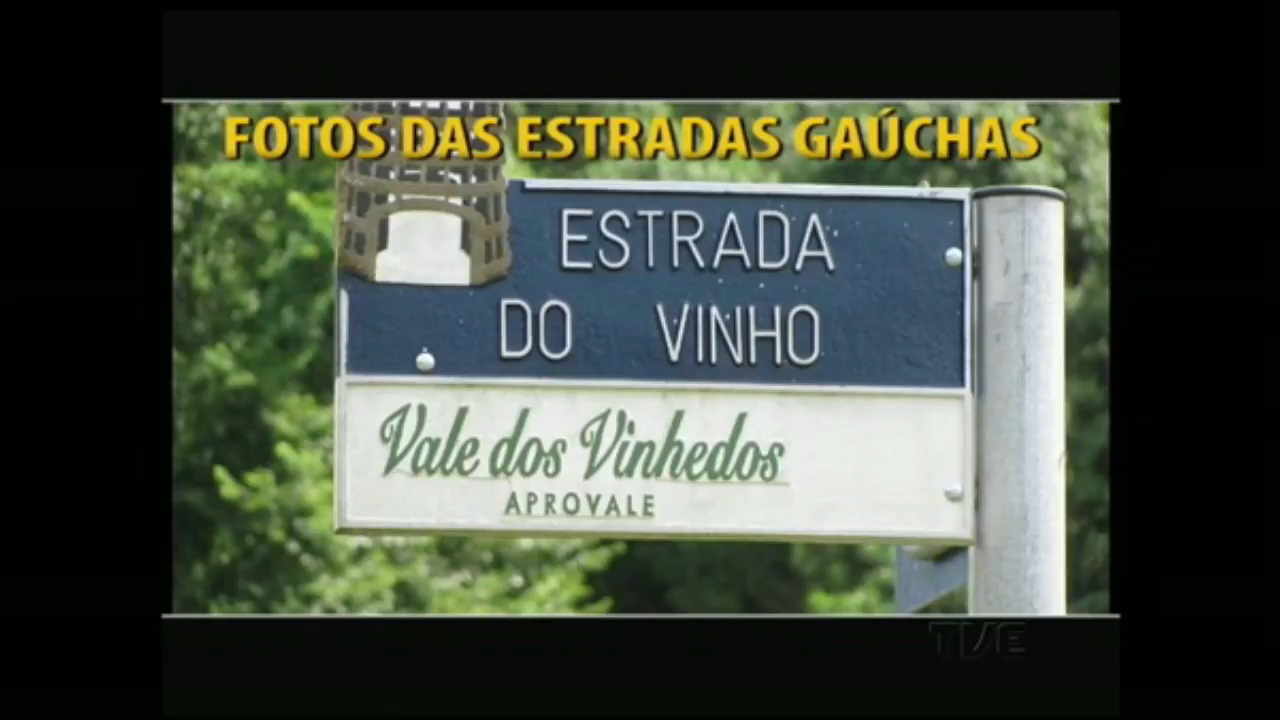 FOTOS DAS ESTRADAS GAÚCHAS
ESTRADA
DO VINHO
Vale dos Vinhedos
APROVALE
TVE